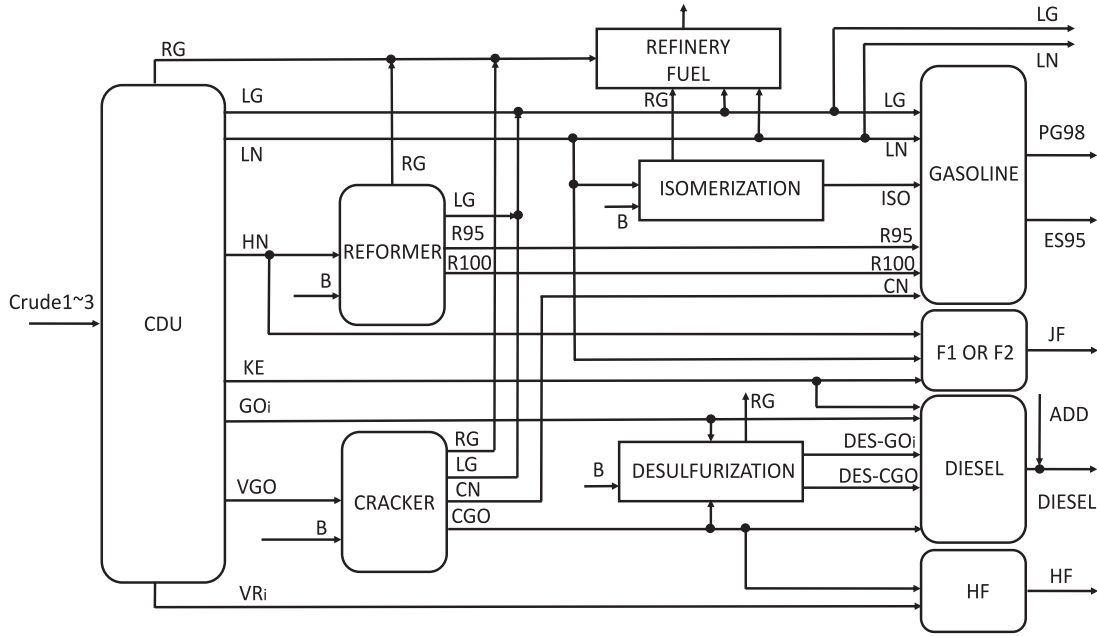 LG
RG
REFINERY
FUEL
LN
LG
RG
LG
PG98
LN
RG
LN
GASOLINE
ISOMERIZATION
LG
ISO
B
HN
R95
R95
ES95
REFORMER
R100
R100
B
CN
Crude1~3
CDU
JF
F1 OR F2
KE
GOi
RG
ADD
RG
DES-GOi
LG
B
DESULFURIZATION
DIESEL
VGO
CN
DES-CGO
CRACKER
CGO
DIESEL
B
VRi
HF
HF